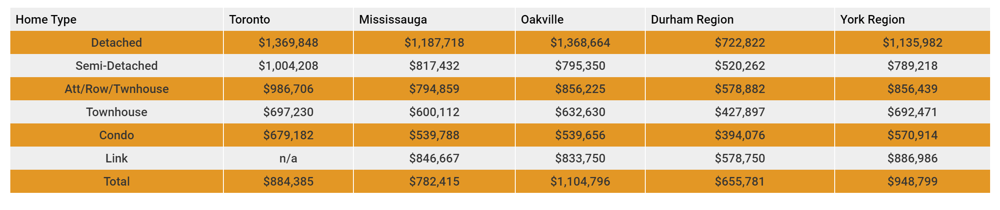 Home Type Toronto Mississauga Oakville Durham Region York Region
Detached $1,369,848 $1,187,718 $1,368,664 $722,822 $1,135,982
Semi-Detached $1,004,208 $817,432 $795,350 $520,262 $789,218
Att/Row/Twnhouse $986,706 $794,859 $856,225 $578,882 $856,439
Townhouse $697,230 $600,112 $632,630 $427,897 $692,471
Condo $679,182 $539,788 $539,656 $394,076 $570,914
Link n/a $846,667 $833,750 $578,750 $886,986
Total $884,385 $782,415 $1,104,796 $655,781 $948,799